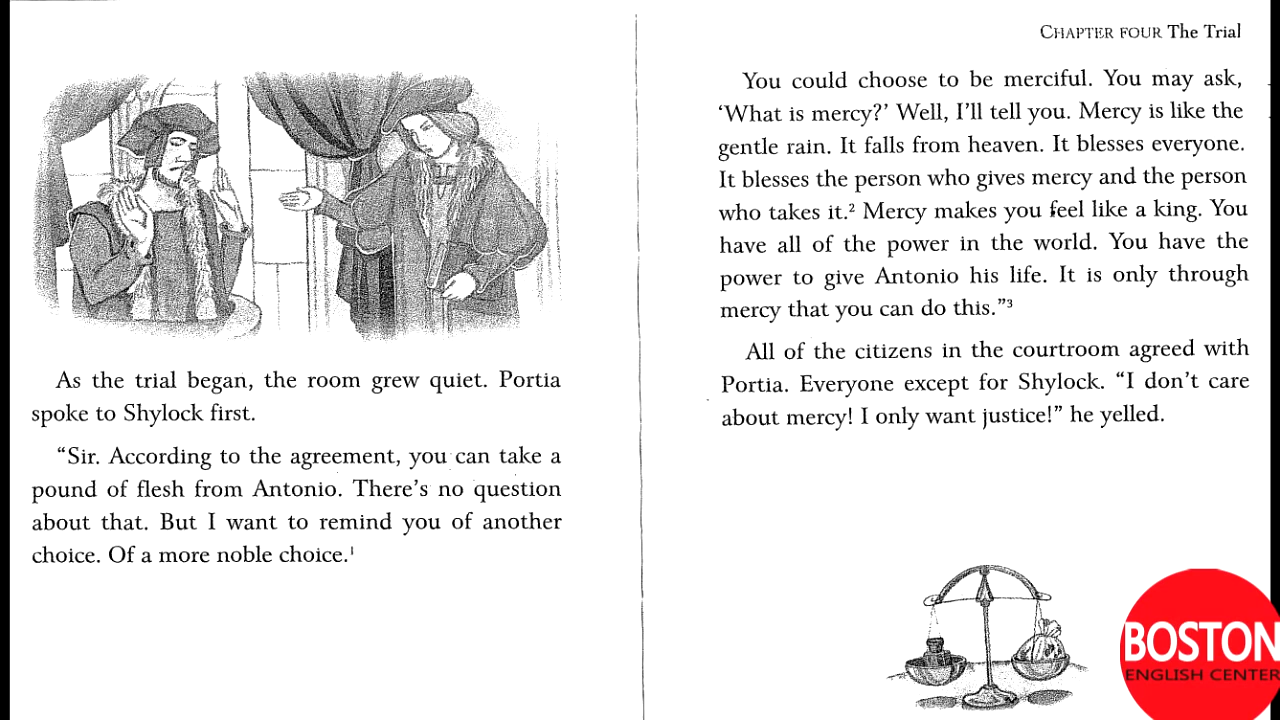 As the trial began, the room grew quiet. Portia
spoke to Shylock first.
“Sir. According to the agreement, you can take a
pound of flesh from Antonio. There’s no question
about that. But I want to remind you of another
choice. Of a more noble choice.¹
CHAPTER FOUR The Trial
You could choose to be merciful. You may ask,
‘What is mercy?’ Well, I’ll tell you. Mercy is like the
gentle rain. It falls from heaven. It blesses everyone.
It blesses the person who gives mercy and the person
who takes it.² Mercy makes you feel like a king. You
have all of the power in the world. You have the
power to give Antonio his life. It is only through
mercy that you can do this.”³
All of the citizens in the courtroom agreed with
Portia. Everyone except for Shylock. “I don’t care
about mercy! I only want justice!” he yelled.
BOSTON
ENGLISH CENTER